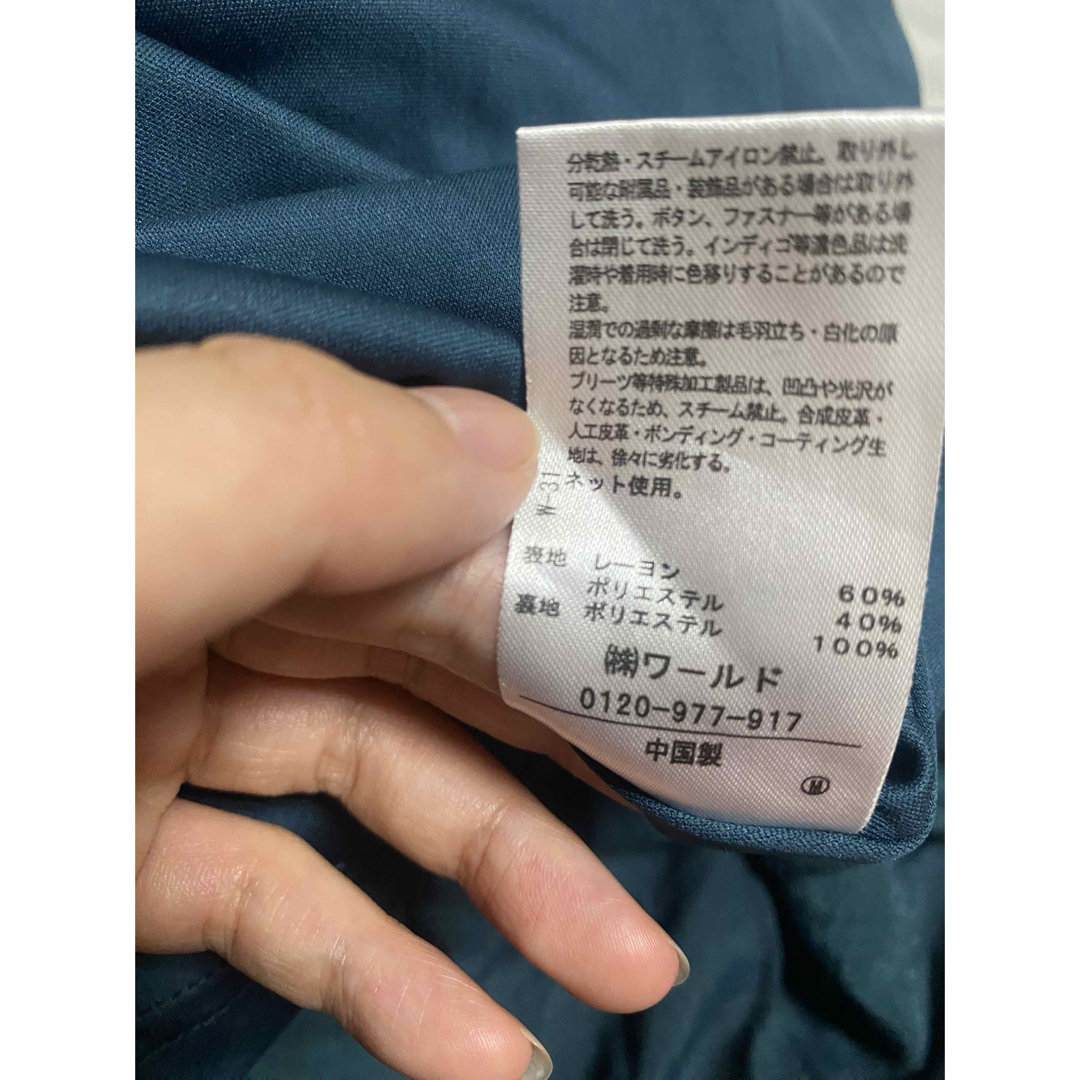 分乾熱・スチームアイロン禁止。取り外し
可能な附属品・装飾品がある場合は取り外
して洗う。ボタン、ファスナー等がある場
合は閉じて洗う。インディゴ等濃色品は洗
濯時や着用時に色移りすることがあるので
注意。
湿潤での過剰な摩擦は毛羽立ち・白化の原
因となるため注意。
プリーツ等特殊加工製品は、凹凸や光沢が
なくなるため、スチーム禁止。合成皮革・
人工皮革・ボンディング・コーティング生
地は、徐々に劣化する。
ネット使用。
W-31
表地 レーヨン 60%
ポリエステル 40%
裏地 ポリエステル 100%
㈱ワールド
0120-977-917
中国製
Ⓜ